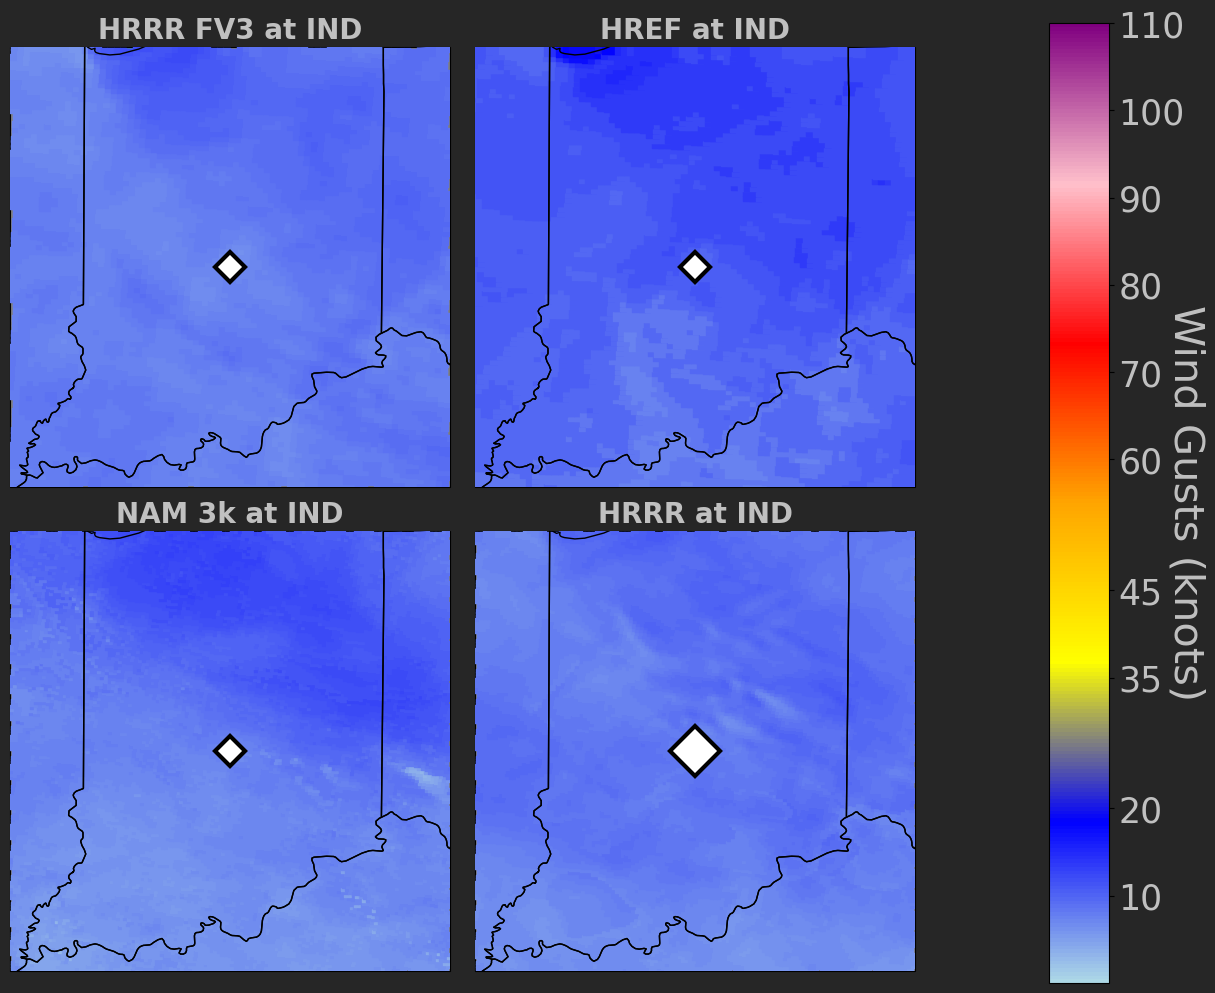 HRRR FV3 at IND
HREF at IND
NAM 3k at IND
HRRR at IND
110
100
90
80
70
60
45
35
20
10
Wind Gusts (knots)